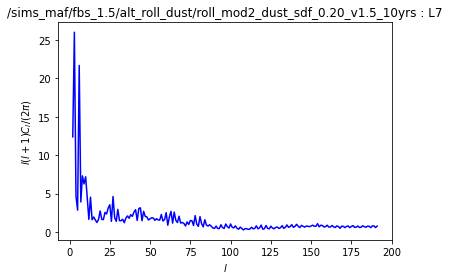 /sims_maf/fbs_1.5/alt_roll_dust/roll_mod2_dust_sdf_0.20_v1.5_10yrs : L7
25
20
15
10
5
0
l(l + 1)C_l/(2π)
0 25 50 75 100 125 150 175 200
l